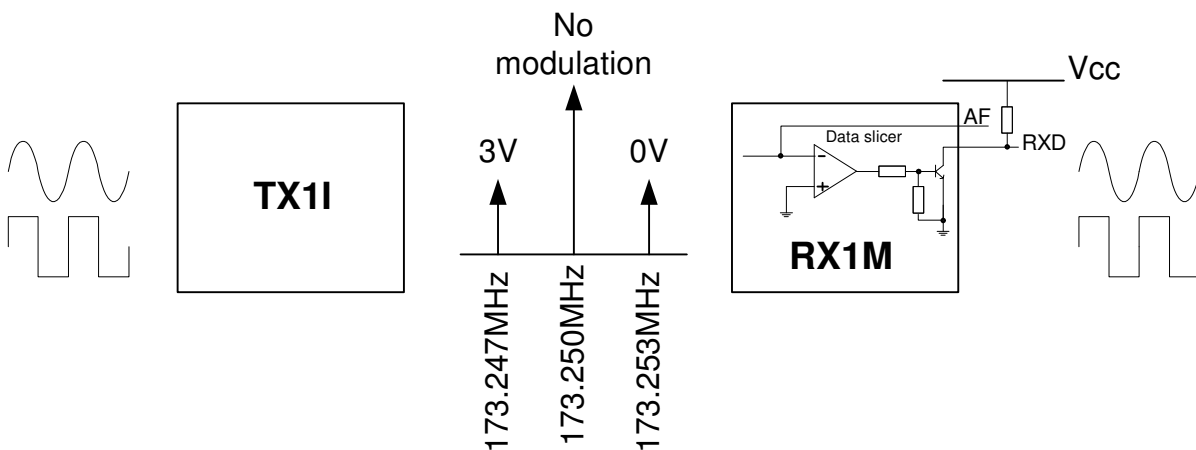 No
modulation
Vcc
AF
Data slicer
RXD
3V
0V
TX1I
RX1M
-
+
173.247MHz
173.250MHz
173.253MHz